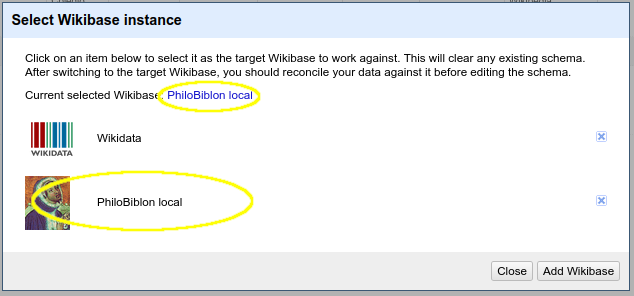 Select Wikibase instance
Click on an item below to select it as the target Wikibase to work against. This will clear any existing schema.
After switching to the target Wikibase, you should reconcile your data against it before editing the schema.
Current selected Wikibase: PhiloBiblon local
WIKIDATA
Wikidata
PhiloBiblon local
Close
Add Wikibase